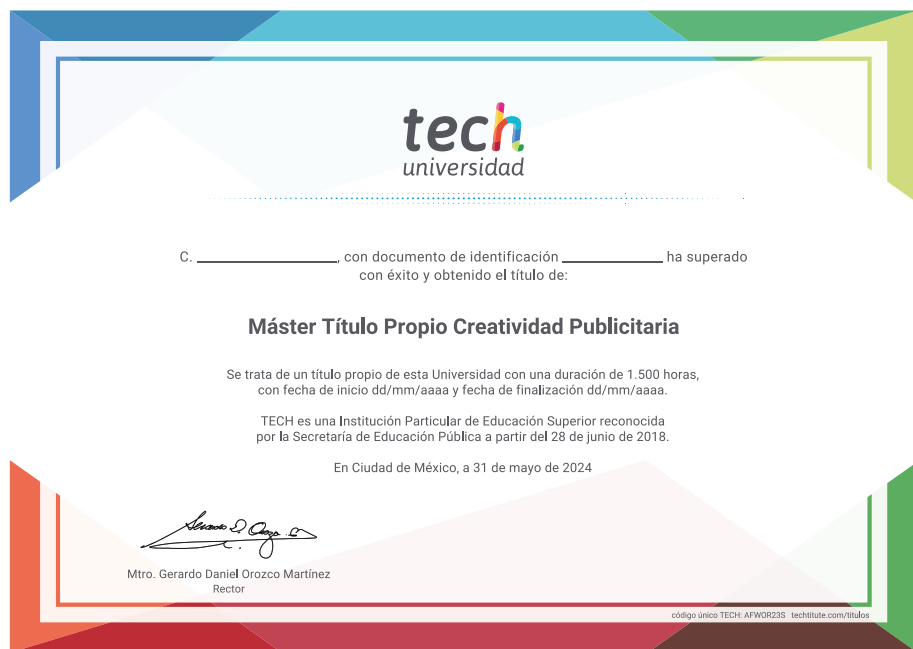 tech
universidad
C. ____________________, con documento de identificación ______________ ha superado
con éxito y obtenido el título de:
Máster Título Propio Creatividad Publicitaria
Se trata de un título propio de esta Universidad con una duración de 1.500 horas,
con fecha de inicio dd/mm/aaaa y fecha de finalización dd/mm/aaaa.
TECH es una Institución Particular de Educación Superior reconocida
por la Secretaría de Educación Pública a partir del 28 de junio de 2018.
En Ciudad de México, a 31 de mayo de 2024
Mtro. Gerardo Daniel Orozco Martínez
Rector
código único TECH: AFWOR23S techtitute.com/titulos